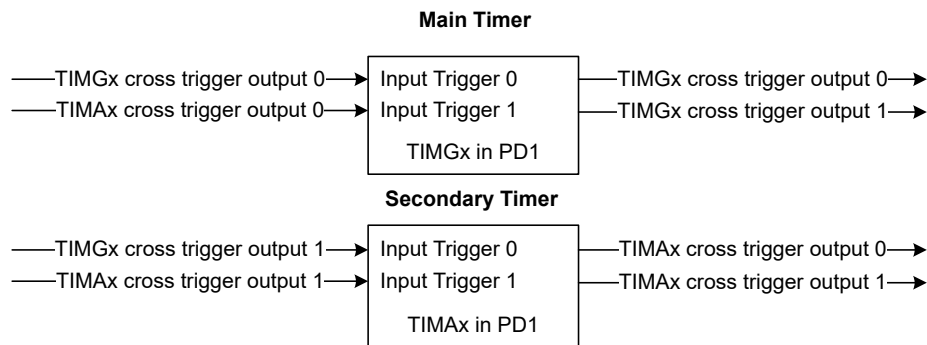 Main Timer
TIMGx cross trigger output 0 Input Trigger 0 TIMGx cross trigger output 0
TIMAx cross trigger output 0 Input Trigger 1 TIMGx cross trigger output 1
TIMGx in PD1
Secondary Timer
TIMGx cross trigger output 1 Input Trigger 0 TIMAx cross trigger output 0
TIMAx cross trigger output 1 Input Trigger 1 TIMAx cross trigger output 1
TIMAx in PD1